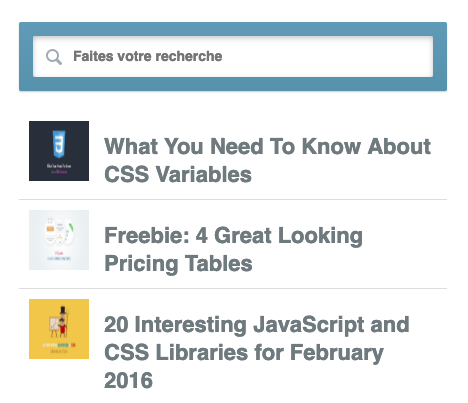 Faites votre recherche
What You Need To Know About
CSS Variables
Freebie: 4 Great Looking
Pricing Tables
20 Interesting JavaScript and
CSS Libraries for February
2016